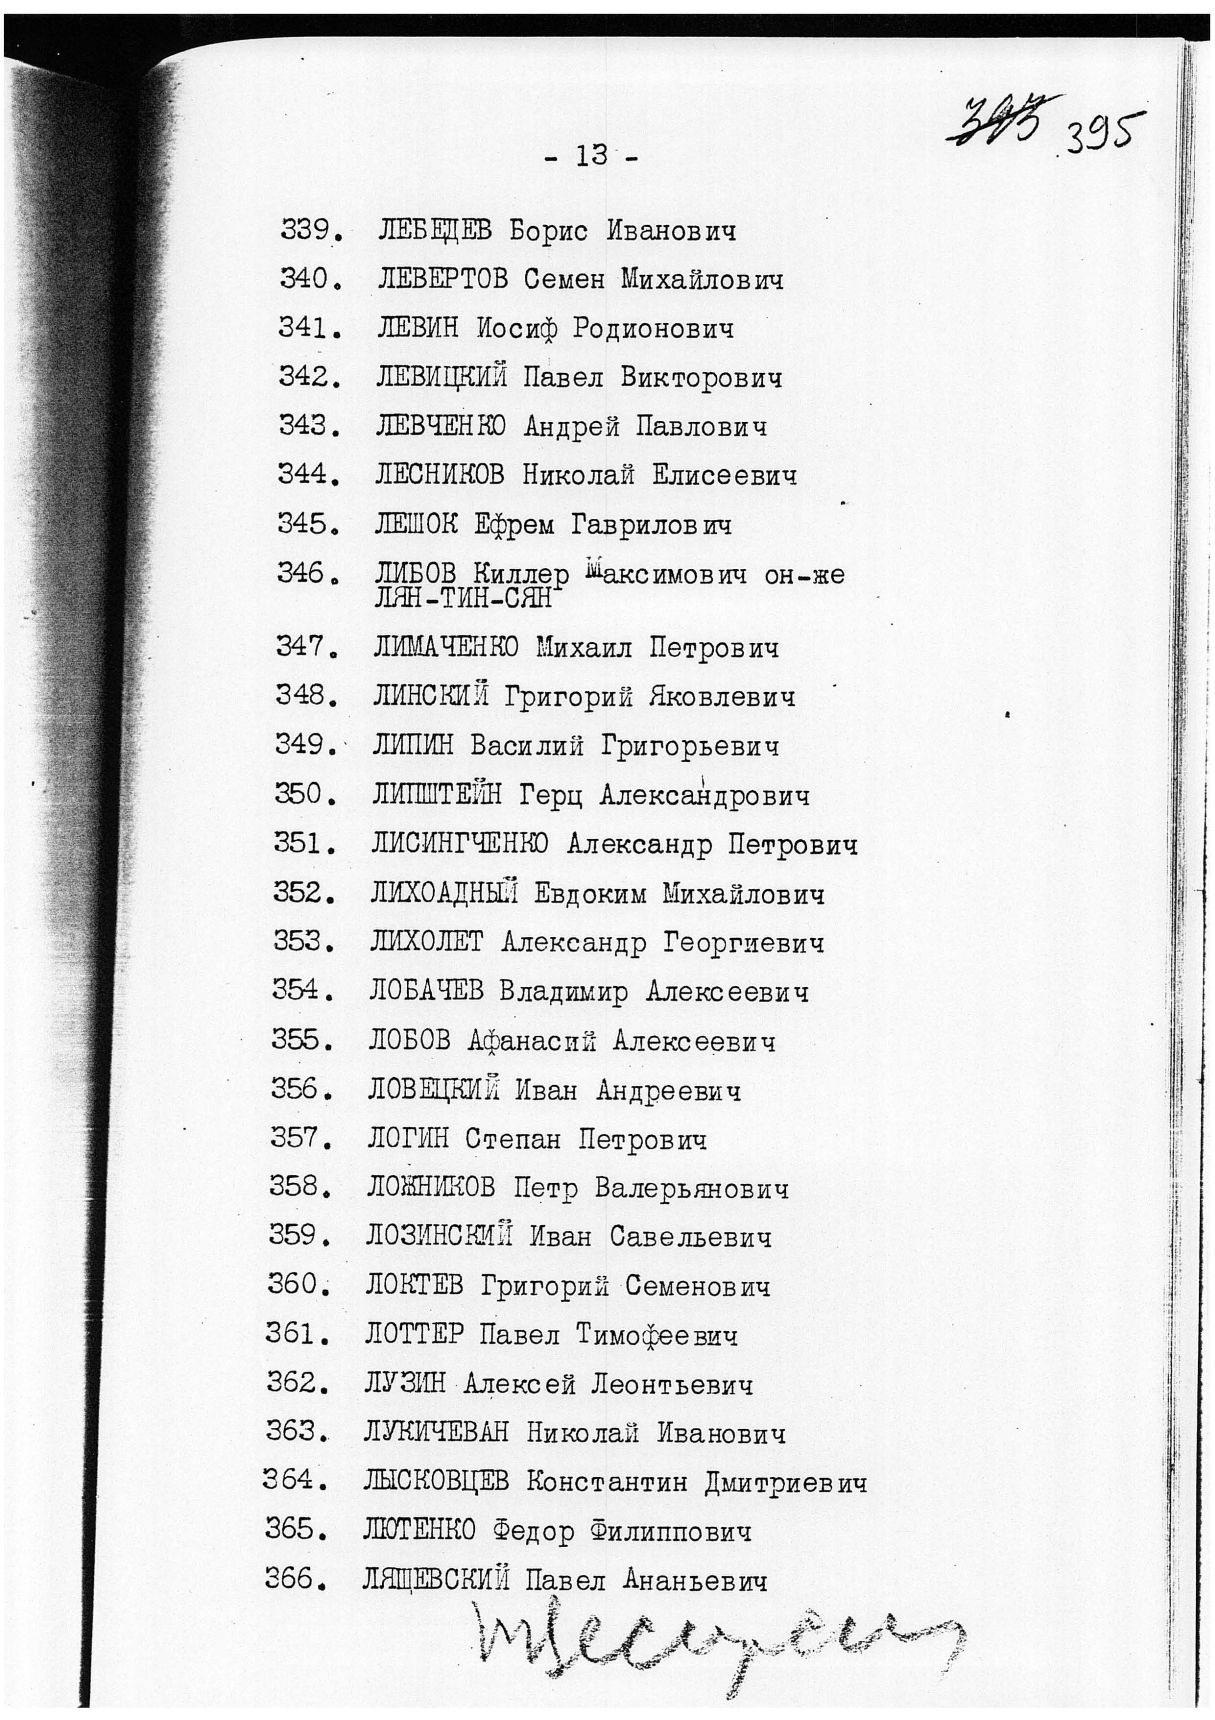 395
- 13 -
339. ЛЕБЕДЕВ Борис Иванович
340. ЛЕВЕРТОВ Семен Михайлович
341. ЛЕВИН Иосиф Родионович
342. ЛЕВИЦКИЙ Павел Викторович
343. ЛЕВЧЕНКО Андрей Павлович
344. ЛЕСНИКОВ Николай Елисеевич
345. ЛЕШОК Ефрем Гаврилович
346. ЛИБОВ Киллер Максимович он-же
ЛЯН-ТИН-СЯН
347. ЛИМАЧЕНКО Михаил Петрович
348. ЛИНСКИЙ Григорий Яковлевич
349. ЛИПИН Василий Григорьевич
350. ЛИПШТЕЙН Герц Александрович
351. ЛИСИНГЧЕНКО Александр Петрович
352. ЛИХОАДНЫЙ Евдоким Михайлович
353. ЛИХОЛЕТ Александр Георгиевич
354. ЛОБАЧЕВ Владимир Алексеевич
355. ЛОБОВ Афанасий Алексеевич
356. ЛОВЕЦКИЙ Иван Андреевич
357. ЛОГИН Степан Петрович
358. ЛОЖНИКОВ Петр Валерьянович
359. ЛОЗИНСКИЙ Иван Савельевич
360. ЛОКТЕВ Григорий Семенович
361. ЛОТТЕР Павел Тимофеевич
362. ЛУЗИН Алексей Леонтьевич
363. ЛУКИЧЕВАН Николай Иванович
364. ЛЫСКОВЦЕВ Константин Дмитриевич
365. ЛЮТЕНКО Федор Филиппович
366. ЛЯЩЕВСКИЙ Павел Ананьевич